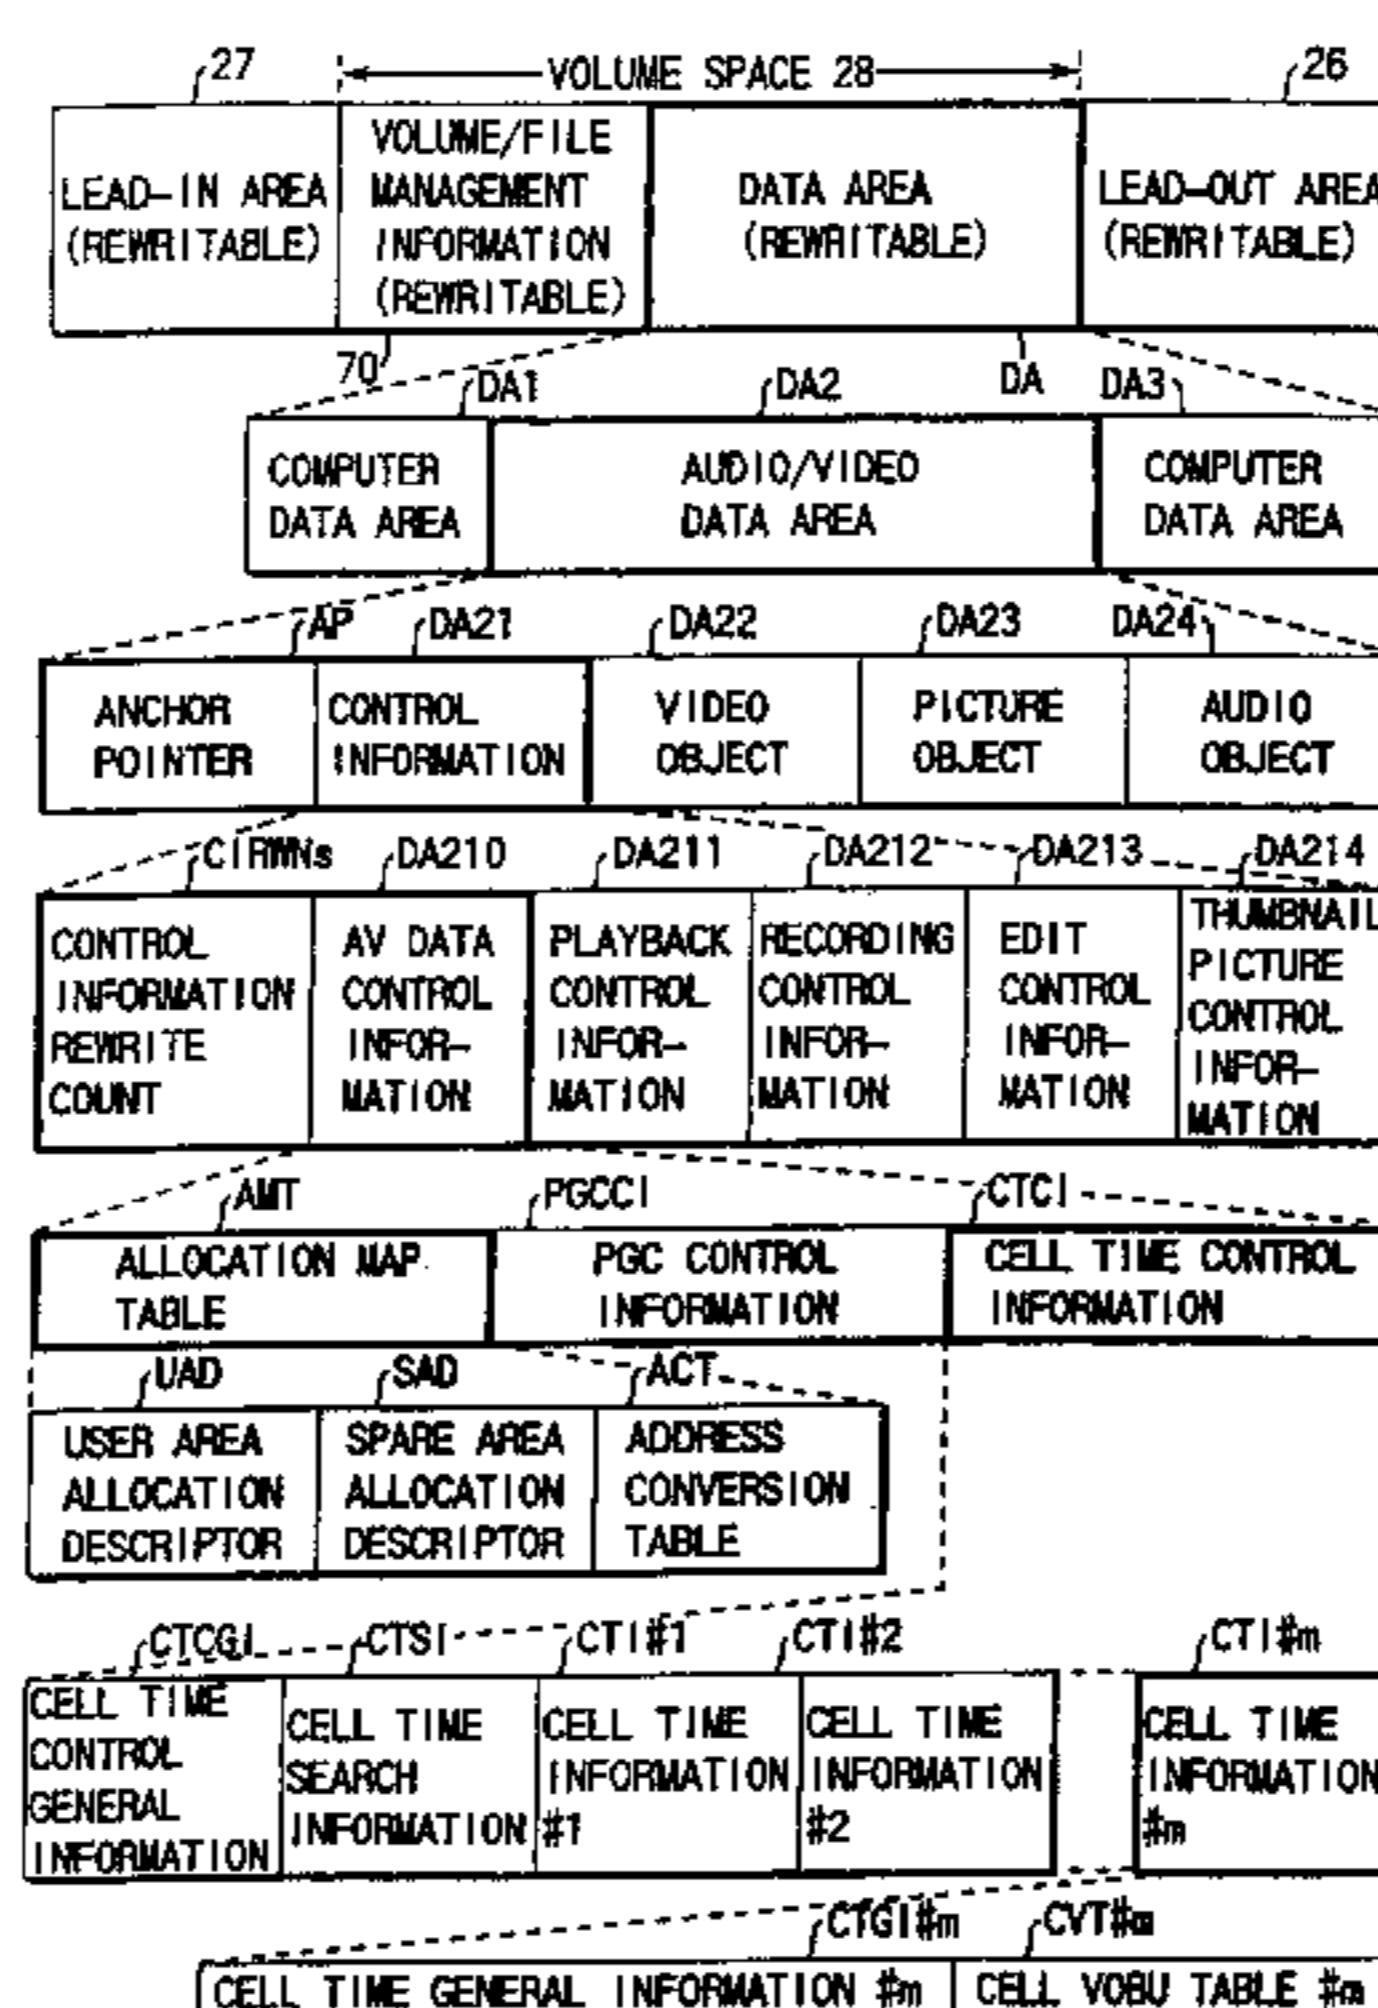 27
VOLUME SPACE 28
26
LEAD-IN AREA
(REWRITABLE)
VOLUME/FILE
MANAGEMENT
INFORMATION
(REWRITABLE)
DATA AREA
(REWRITABLE)
LEAD-OUT AREA
(REWRITABLE)
70
DA1
DA2
DA
DA3
COMPUTER
DATA AREA
AUDIO/VIDEO
DATA AREA
COMPUTER
DATA AREA
AP
DA21
DA22
DA23
DA24
ANCHOR
POINTER
CONTROL
INFORMATION
VIDEO
OBJECT
PICTURE
OBJECT
AUDIO
OBJECT
CIRWNs
DA210
DA211
DA212
DA213
DA214
CONTROL
INFORMATION
REWRITE
COUNT
AV DATA
CONTROL
INFOR-
MATION
PLAYBACK
CONTROL
INFOR-
MATION
RECORDING
CONTROL
INFOR-
MATION
EDIT
CONTROL
INFOR-
MATION
THUMBNAIL
PICTURE
CONTROL
INFOR-
MATION
AMT
PGCCI
CTCI
ALLOCATION MAP
TABLE
PGC CONTROL
INFORMATION
CELL TIME CONTROL
INFORMATION
UAD
SAD
ACT
USER AREA
ALLOCATION
DESCRIPTOR
SPARE AREA
ALLOCATION
DESCRIPTOR
ADDRESS
CONVERSION
TABLE
CTCGI
CTSI
CTI#1
CTI#2
CTI#m
CELL TIME
CONTROL
GENERAL
INFORMATION
CELL TIME
SEARCH
INFORMATION
CELL TIME
INFORMATION
#1
CELL TIME
INFORMATION
#2
CELL TIME
INFORMATION
#m
CTGI#m
CVT#m
CELL TIME GENERAL INFORMATION #m
CELL VOBU TABLE #m